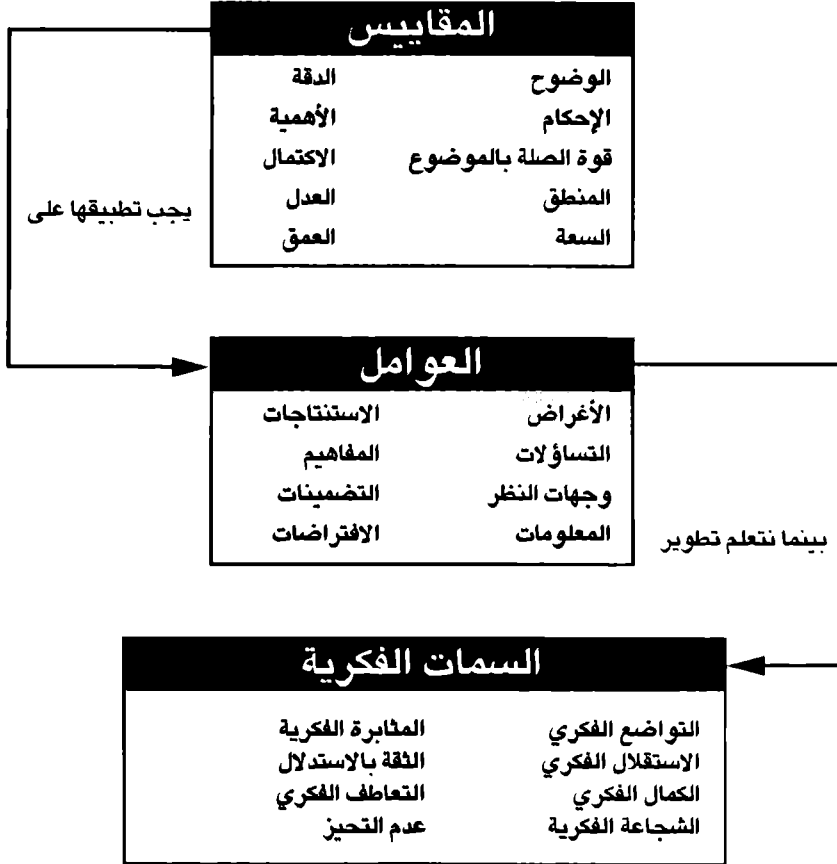 المقاييس
الوضوح الدقة
الإحكام الأهمية
قوة الصلة بالموضوع الاكتمال
المنطق العدل
السعة العمق
يجب تطبيقها على
العوامل
الأغراض الاستنتاجات
التساؤلات المفاهيم
وجهات النظر التضمينات
المعلومات الافتراضات
بينما نتعلم تطوير
السمات الفكرية
التواضع الفكري المثابرة الفكرية
الاستقلال الفكري الثقة بالاستدلال
الكمال الفكري التعاطف الفكري
الشجاعة الفكرية عدم التحيز